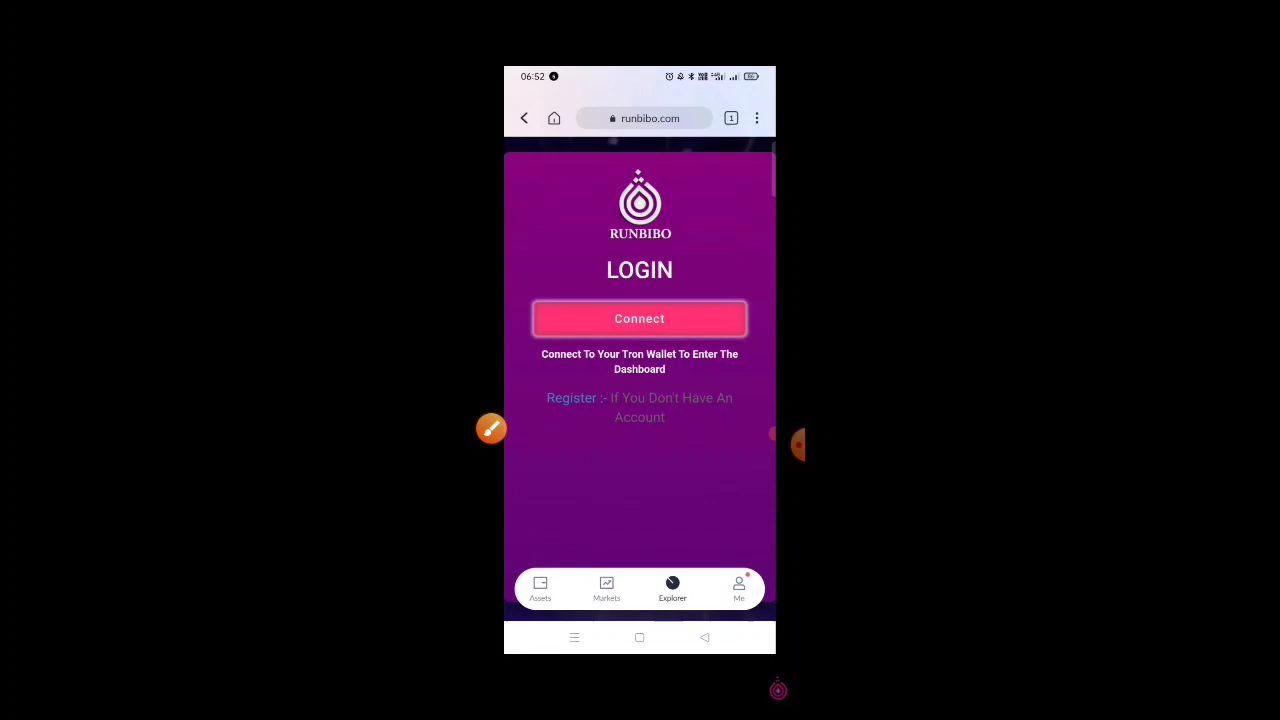 06:52
runbibo.com
1
RUNBIBO
LOGIN
Connect
Connect To Your Tron Wallet To Enter The
Dashboard
Register :- If You Don't Have An
Account
Assets
Markets
Explorer
Me